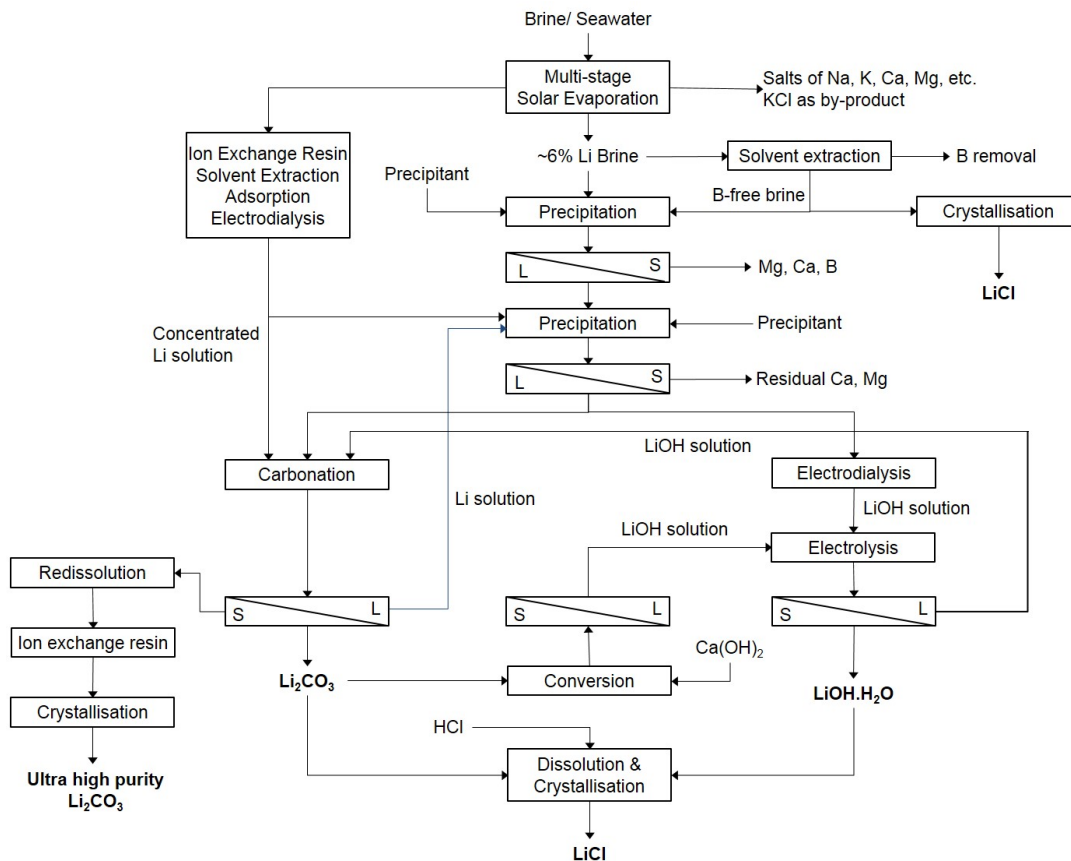 Brine/ Seawater
Multi-stage
Solar Evaporation
Salts of Na, K, Ca, Mg, etc.
KCl as by-product
Ion Exchange Resin
Solvent Extraction
Adsorption
Electrodialysis
~6% Li Brine
Solvent extraction
B removal
Precipitant
B-free brine
Precipitation
Crystallisation
L
S
Mg, Ca, B
LiCl
Concentrated
Li solution
Precipitation
Precipitant
L
S
Residual Ca, Mg
LiOH solution
Carbonation
Electrodialysis
Li solution
LiOH solution
LiOH solution
Electrolysis
Redissolution
S
L
S
L
S
L
Ion exchange resin
Ca(OH)₂
Li₂CO₃
Conversion
LiOH.H₂O
Crystallisation
HCl
Dissolution &
Crystallisation
Ultra high purity
Li₂CO₃
LiCl